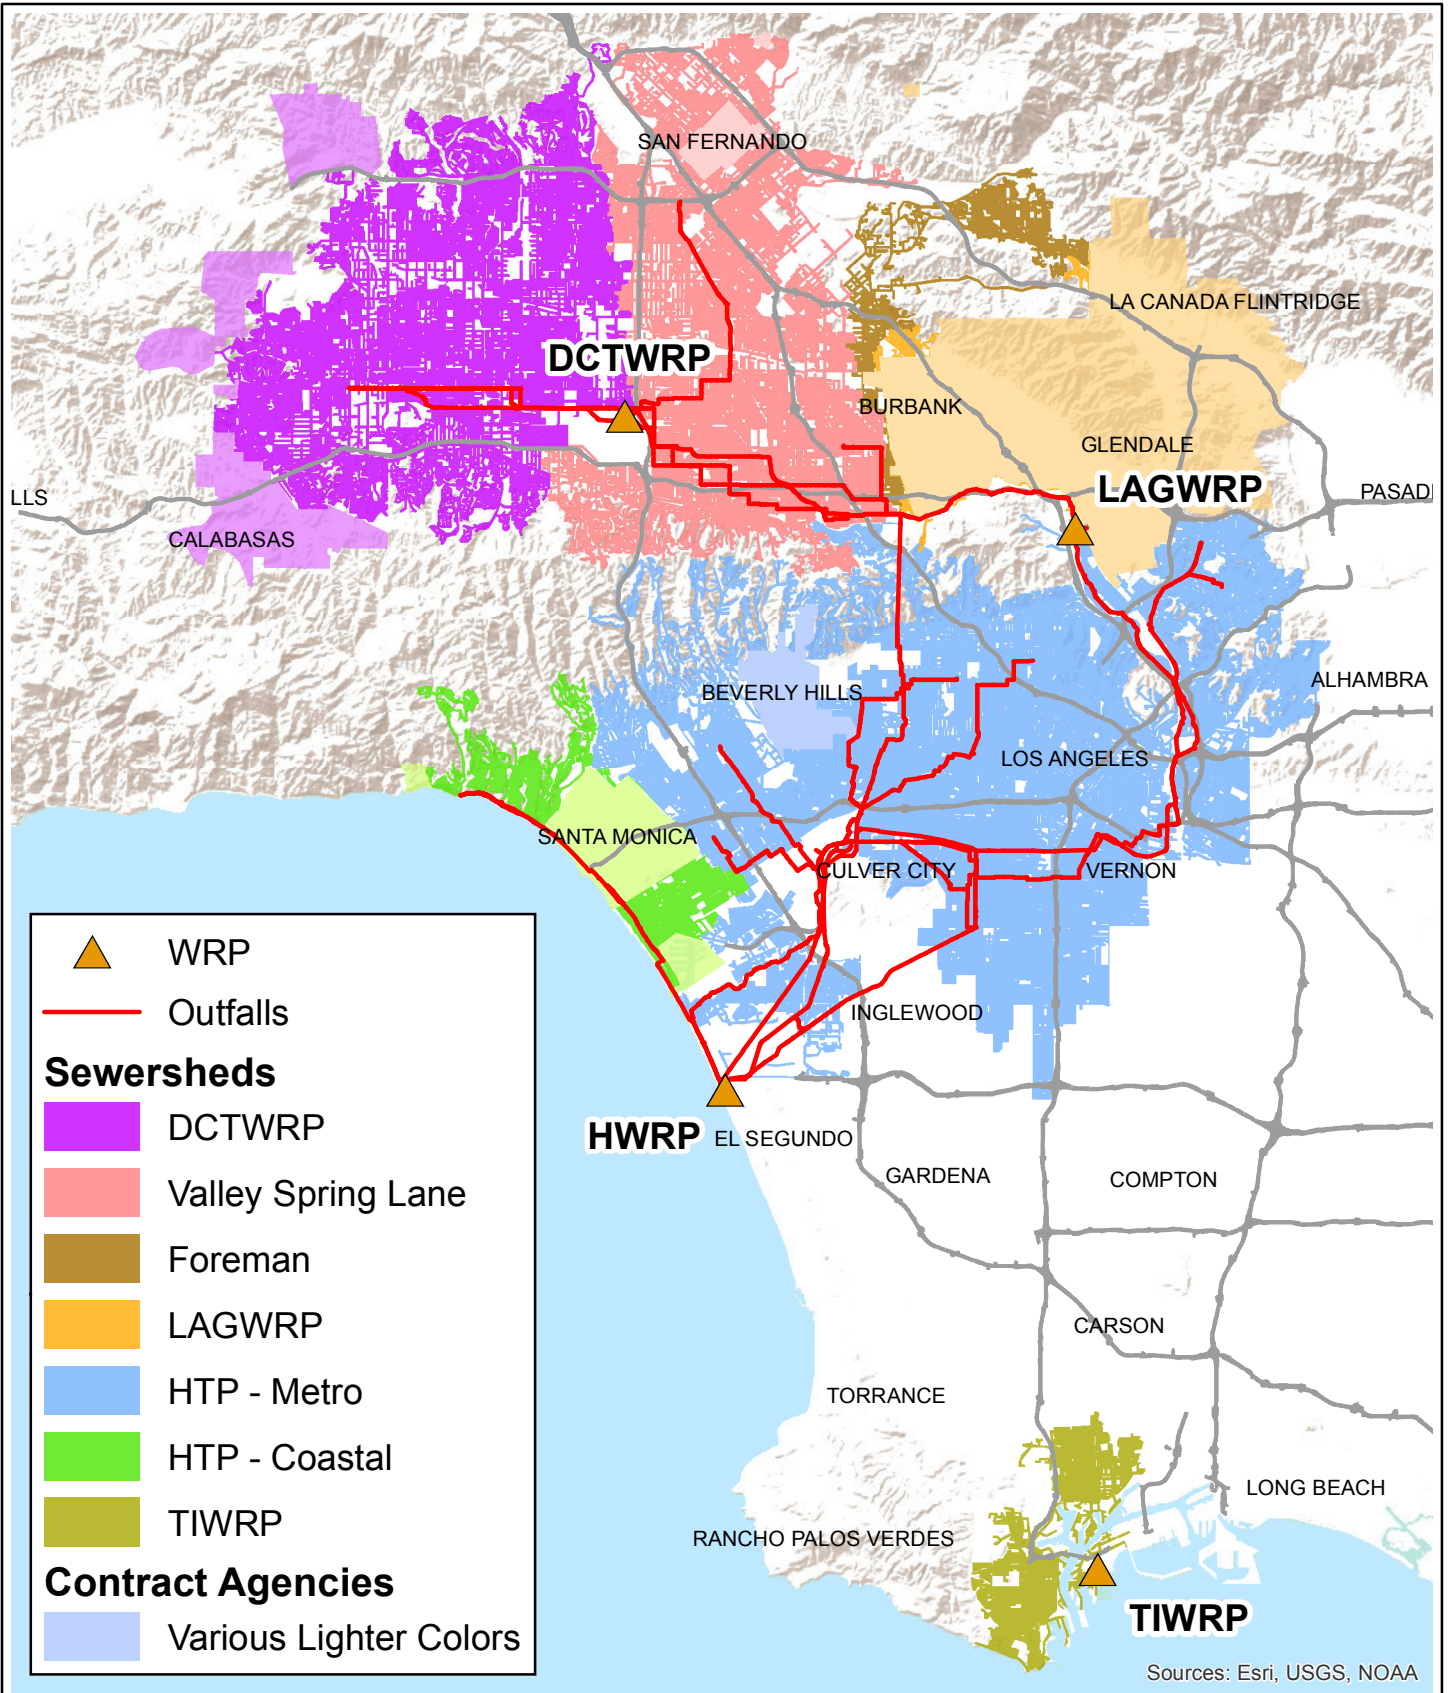 SAN FERNANDO
LA CANADA FLINTRIDGE
DCTWRP
BURBANK
GLENDALE
LAGWRP
LLS
PASADI
CALABASAS
ALHAMBRA
BEVERLY HILLS
LOS ANGELES
SANTA MONICA
CULVER CITY
VERNON
INGLEWOOD
HWRP
EL SEGUNDO
GARDENA
COMPTON
CARSON
TORRANCE
LONG BEACH
RANCHO PALOS VERDES
TIWRP
WRP
Outfalls
Sewersheds
DCTWRP
Valley Spring Lane
Foreman
LAGWRP
HTP - Metro
HTP - Coastal
TIWRP
Contract Agencies
Various Lighter Colors
Sources: Esri, USGS, NOAA